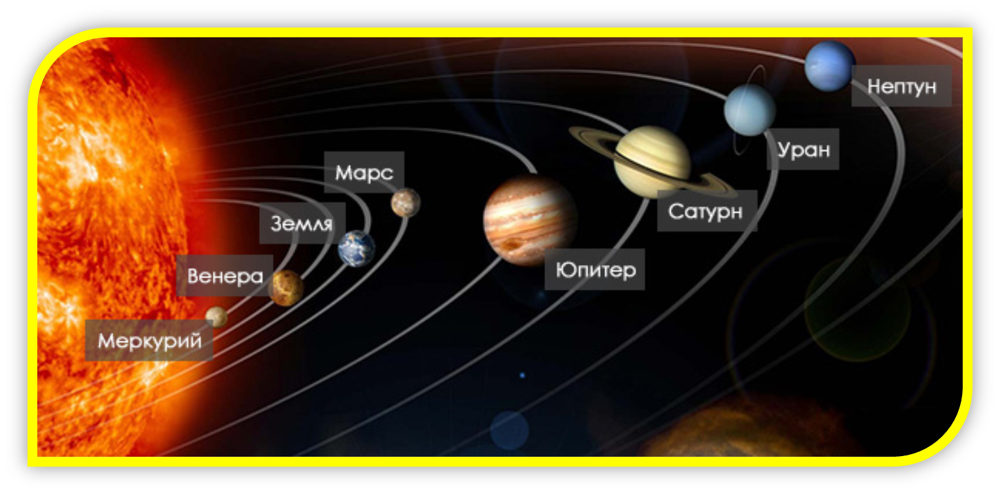 Меркурий
Венера
Земля
Марс
Юпитер
Сатурн
Уран
Нептун